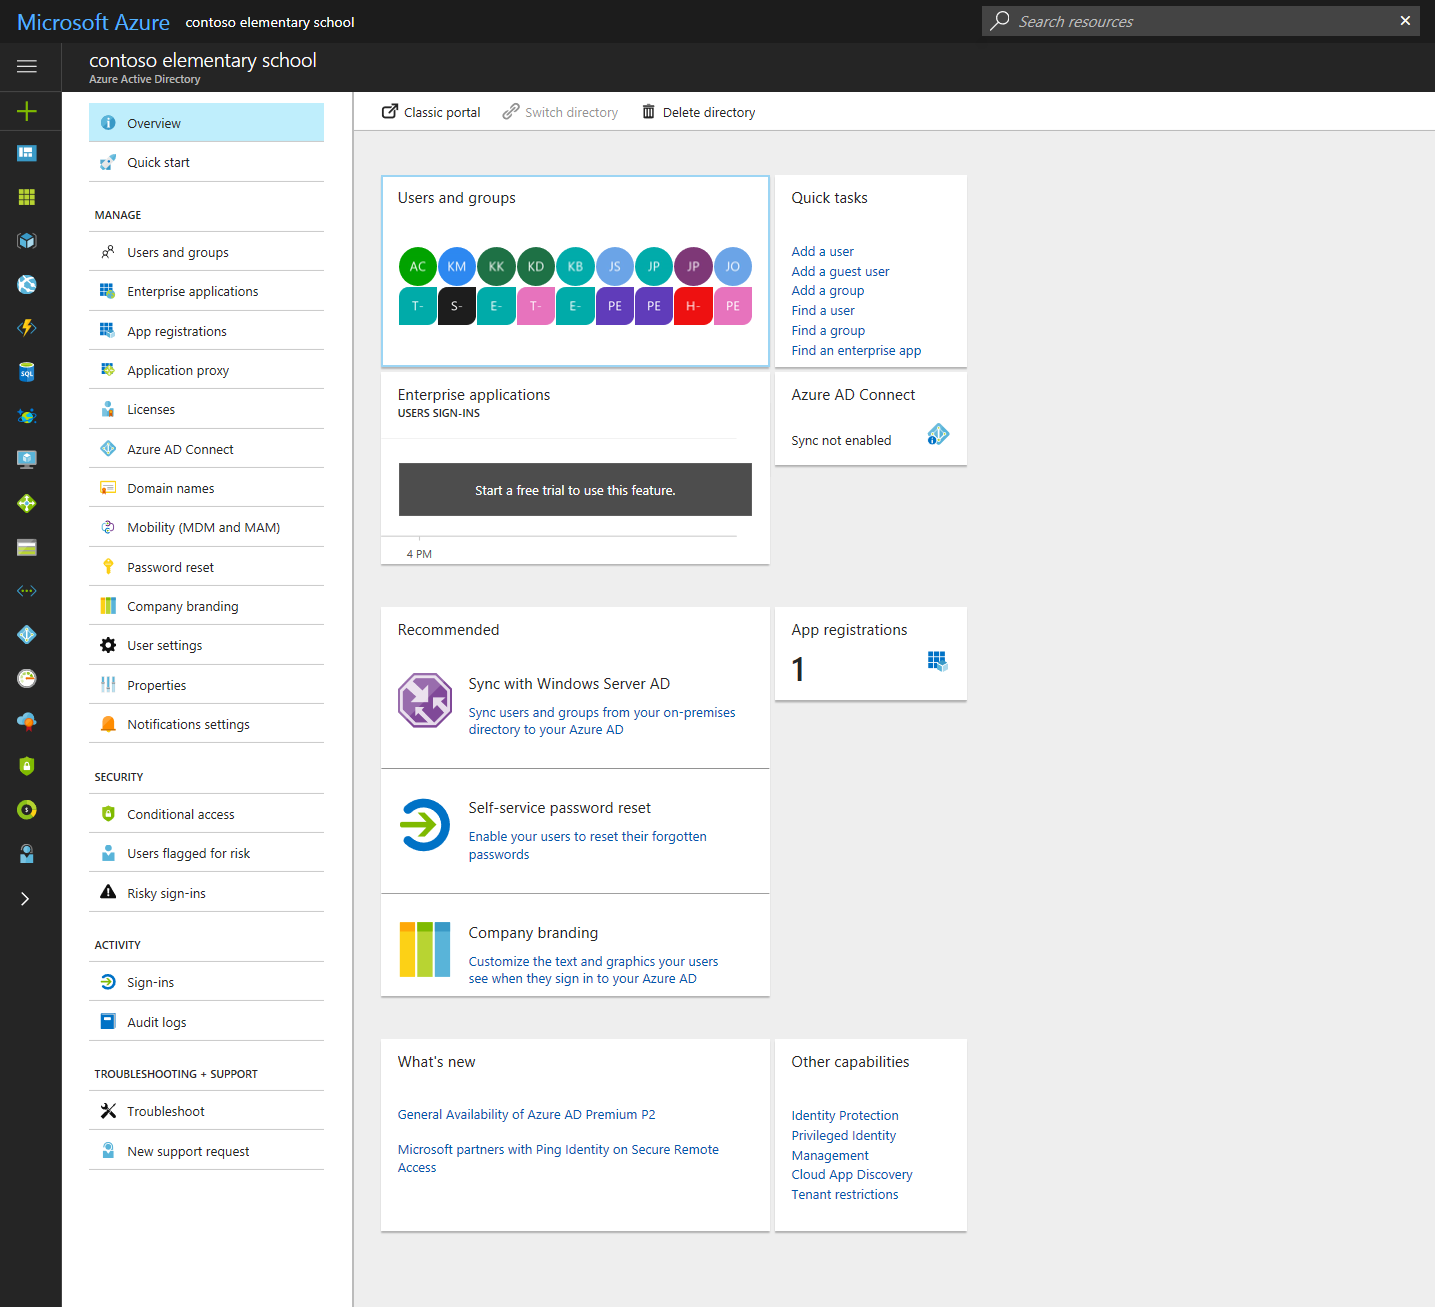 Microsoft Azure contoso elementary school
Search resources
contoso elementary school
Azure Active Directory
Overview
Quick start
MANAGE
Users and groups
Enterprise applications
App registrations
Application proxy
Licenses
Azure AD Connect
Domain names
Mobility (MDM and MAM)
Password reset
Company branding
User settings
Properties
Notifications settings
SECURITY
Conditional access
Users flagged for risk
Risky sign-ins
ACTIVITY
Sign-ins
Audit logs
TROUBLESHOOTING + SUPPORT
Troubleshoot
New support request
Classic portal Switch directory Delete directory
Users and groups
AC KM KK KD KB JS JP JP JO
T- S- E- T- E- PE PE H- PE
Quick tasks
Add a user
Add a guest user
Add a group
Find a user
Find a group
Find an enterprise app
Enterprise applications
USERS SIGN-INS
Start a free trial to use this feature.
4 PM
Azure AD Connect
Sync not enabled
Recommended
Sync with Windows Server AD
Sync users and groups from your on-premises
directory to your Azure AD
Self-service password reset
Enable your users to reset their forgotten
passwords
Company branding
Customize the text and graphics your users
see when they sign in to your Azure AD
App registrations
1
What's new
General Availability of Azure AD Premium P2
Microsoft partners with Ping Identity on Secure Remote
Access
Other capabilities
Identity Protection
Privileged Identity
Management
Cloud App Discovery
Tenant restrictions